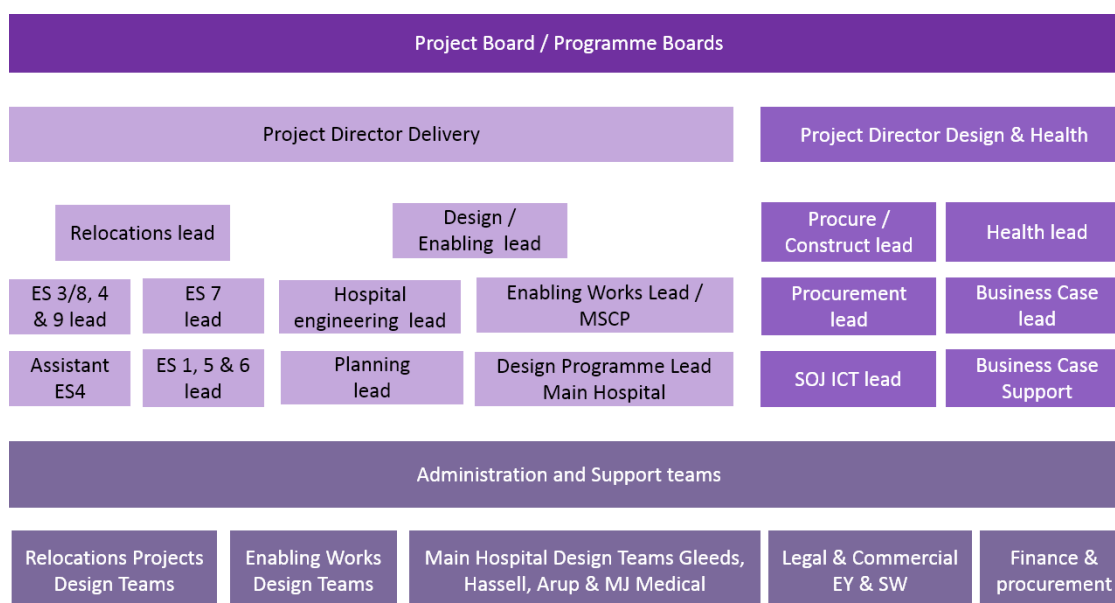 Project Board / Programme Boards
Project Director Delivery
Project Director Design & Health
Relocations lead
Design /
Enabling lead
Procure /
Construct lead
Health lead
ES 3/8, 4
& 9 lead
ES 7
lead
Hospital
engineering lead
Enabling Works Lead /
MSCP
Procurement
lead
Business Case
lead
Assistant
ES4
ES 1, 5 & 6
lead
Planning
lead
Design Programme Lead
Main Hospital
SOJ ICT lead
Business Case
Support
Administration and Support teams
Relocations Projects
Design Teams
Enabling Works
Design Teams
Main Hospital Design Teams Gleeds,
Hassell, Arup & MJ Medical
Legal & Commercial
EY & SW
Finance &
procurement